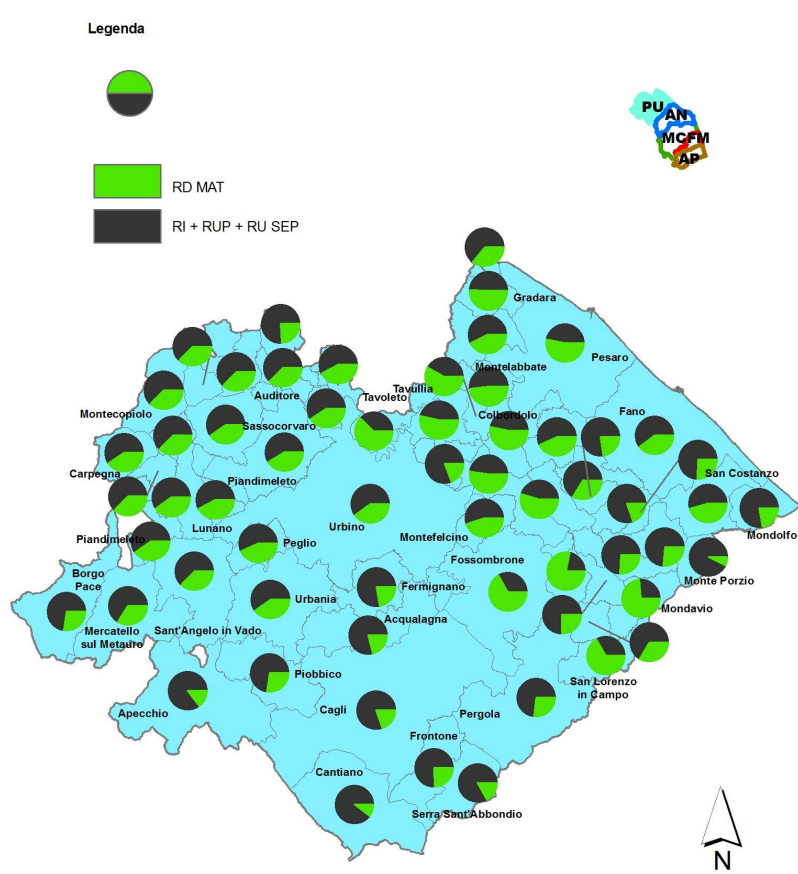 Legenda
PU
AN
MCFM
AP
RD MAT
RI + RUP + RU SEP
Gradara
Pesaro
Montelabbate
Tavullia
Tavoleto
Auditore
Montecopiolo
Colbordolo
Fano
Sassocorvaro
San Costanzo
Carpegna
Piandimeleto
Lunano
Urbino
Mondolfo
Montefelcino
Piandimeleto
Peglio
Fossombrone
Monte Porzio
Borgo
Pace
Fermignano
Urbania
Mondavio
Acqualagna
Mercatello
sul Metauro
Sant'Angelo in Vado
Piobbico
San Lorenzo
in Campo
Apecchio
Cagli
Pergola
Frontone
Cantiano
Serra Sant'Abbondio
N